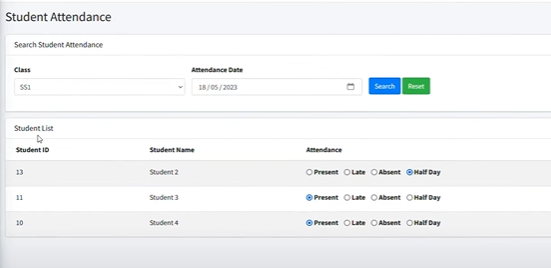 Student Attendance
Search Student Attendance
Class Attendance Date
SS1 18/05/2023 Search Reset
Student List
Student ID Student Name Attendance
13 Student 2 Present Late Absent Half Day
11 Student 3 Present Late Absent Half Day
10 Student 4 Present Late Absent Half Day